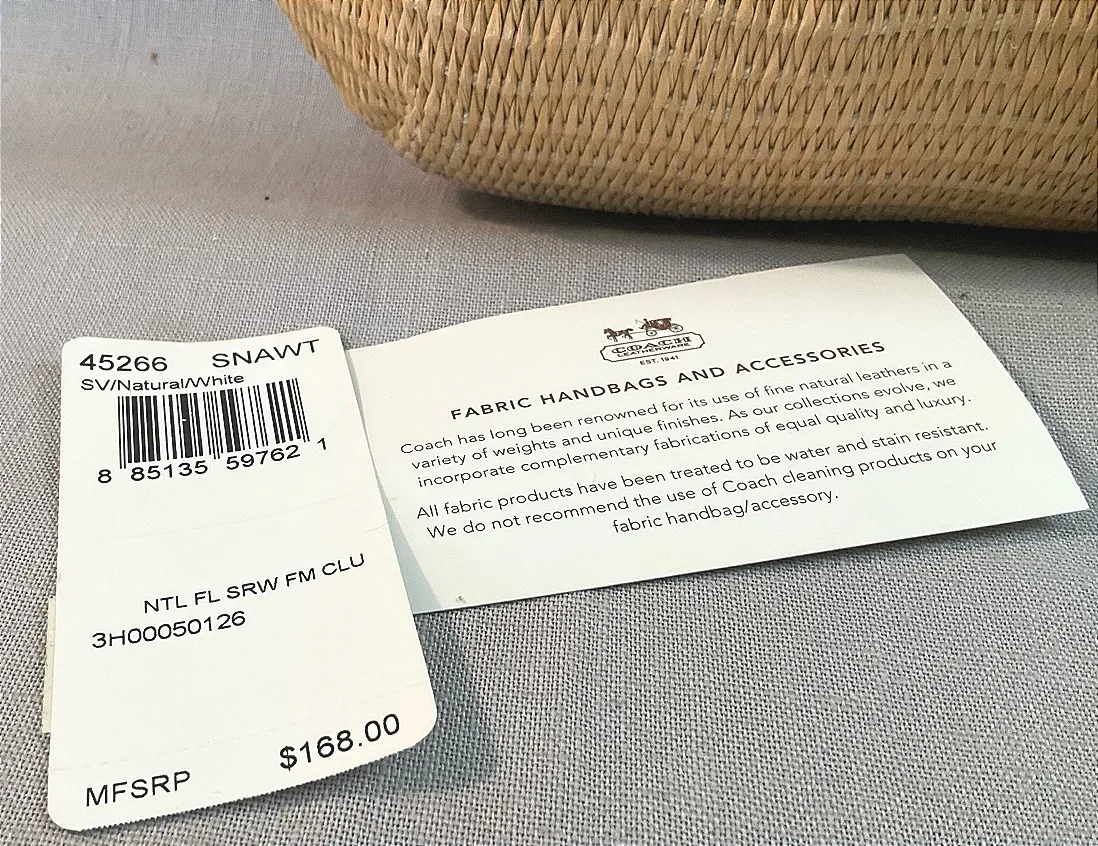 45266 SNAWT
SV/Natural/White
8 85135 59762 1
NTL FL SRW FM CLU
3H00050126
MFSRP $168.00
COACH
LEATHERWARE
EST. 1941
FABRIC HANDBAGS AND ACCESSORIES
Coach has long been renowned for its use of fine natural leathers in a
variety of weights and unique finishes. As our collections evolve, we
incorporate complementary fabrications of equal quality and luxury.
All fabric products have been treated to be water and stain resistant.
We do not recommend the use of Coach cleaning products on your
fabric handbag/accessory.